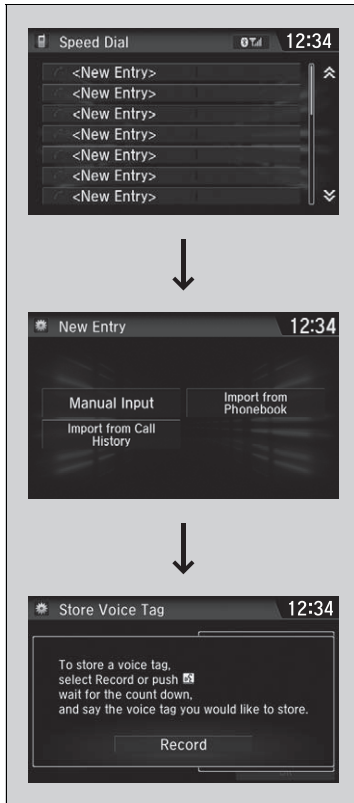 Speed Dial
12:34
<New Entry>
<New Entry>
<New Entry>
<New Entry>
<New Entry>
<New Entry>
<New Entry>
New Entry
12:34
Manual Input
Import from
Phonebook
Import from Call
History
Store Voice Tag
12:34
To store a voice tag,
select Record or push
wait for the count down,
and say the voice tag you would like to store.
Record